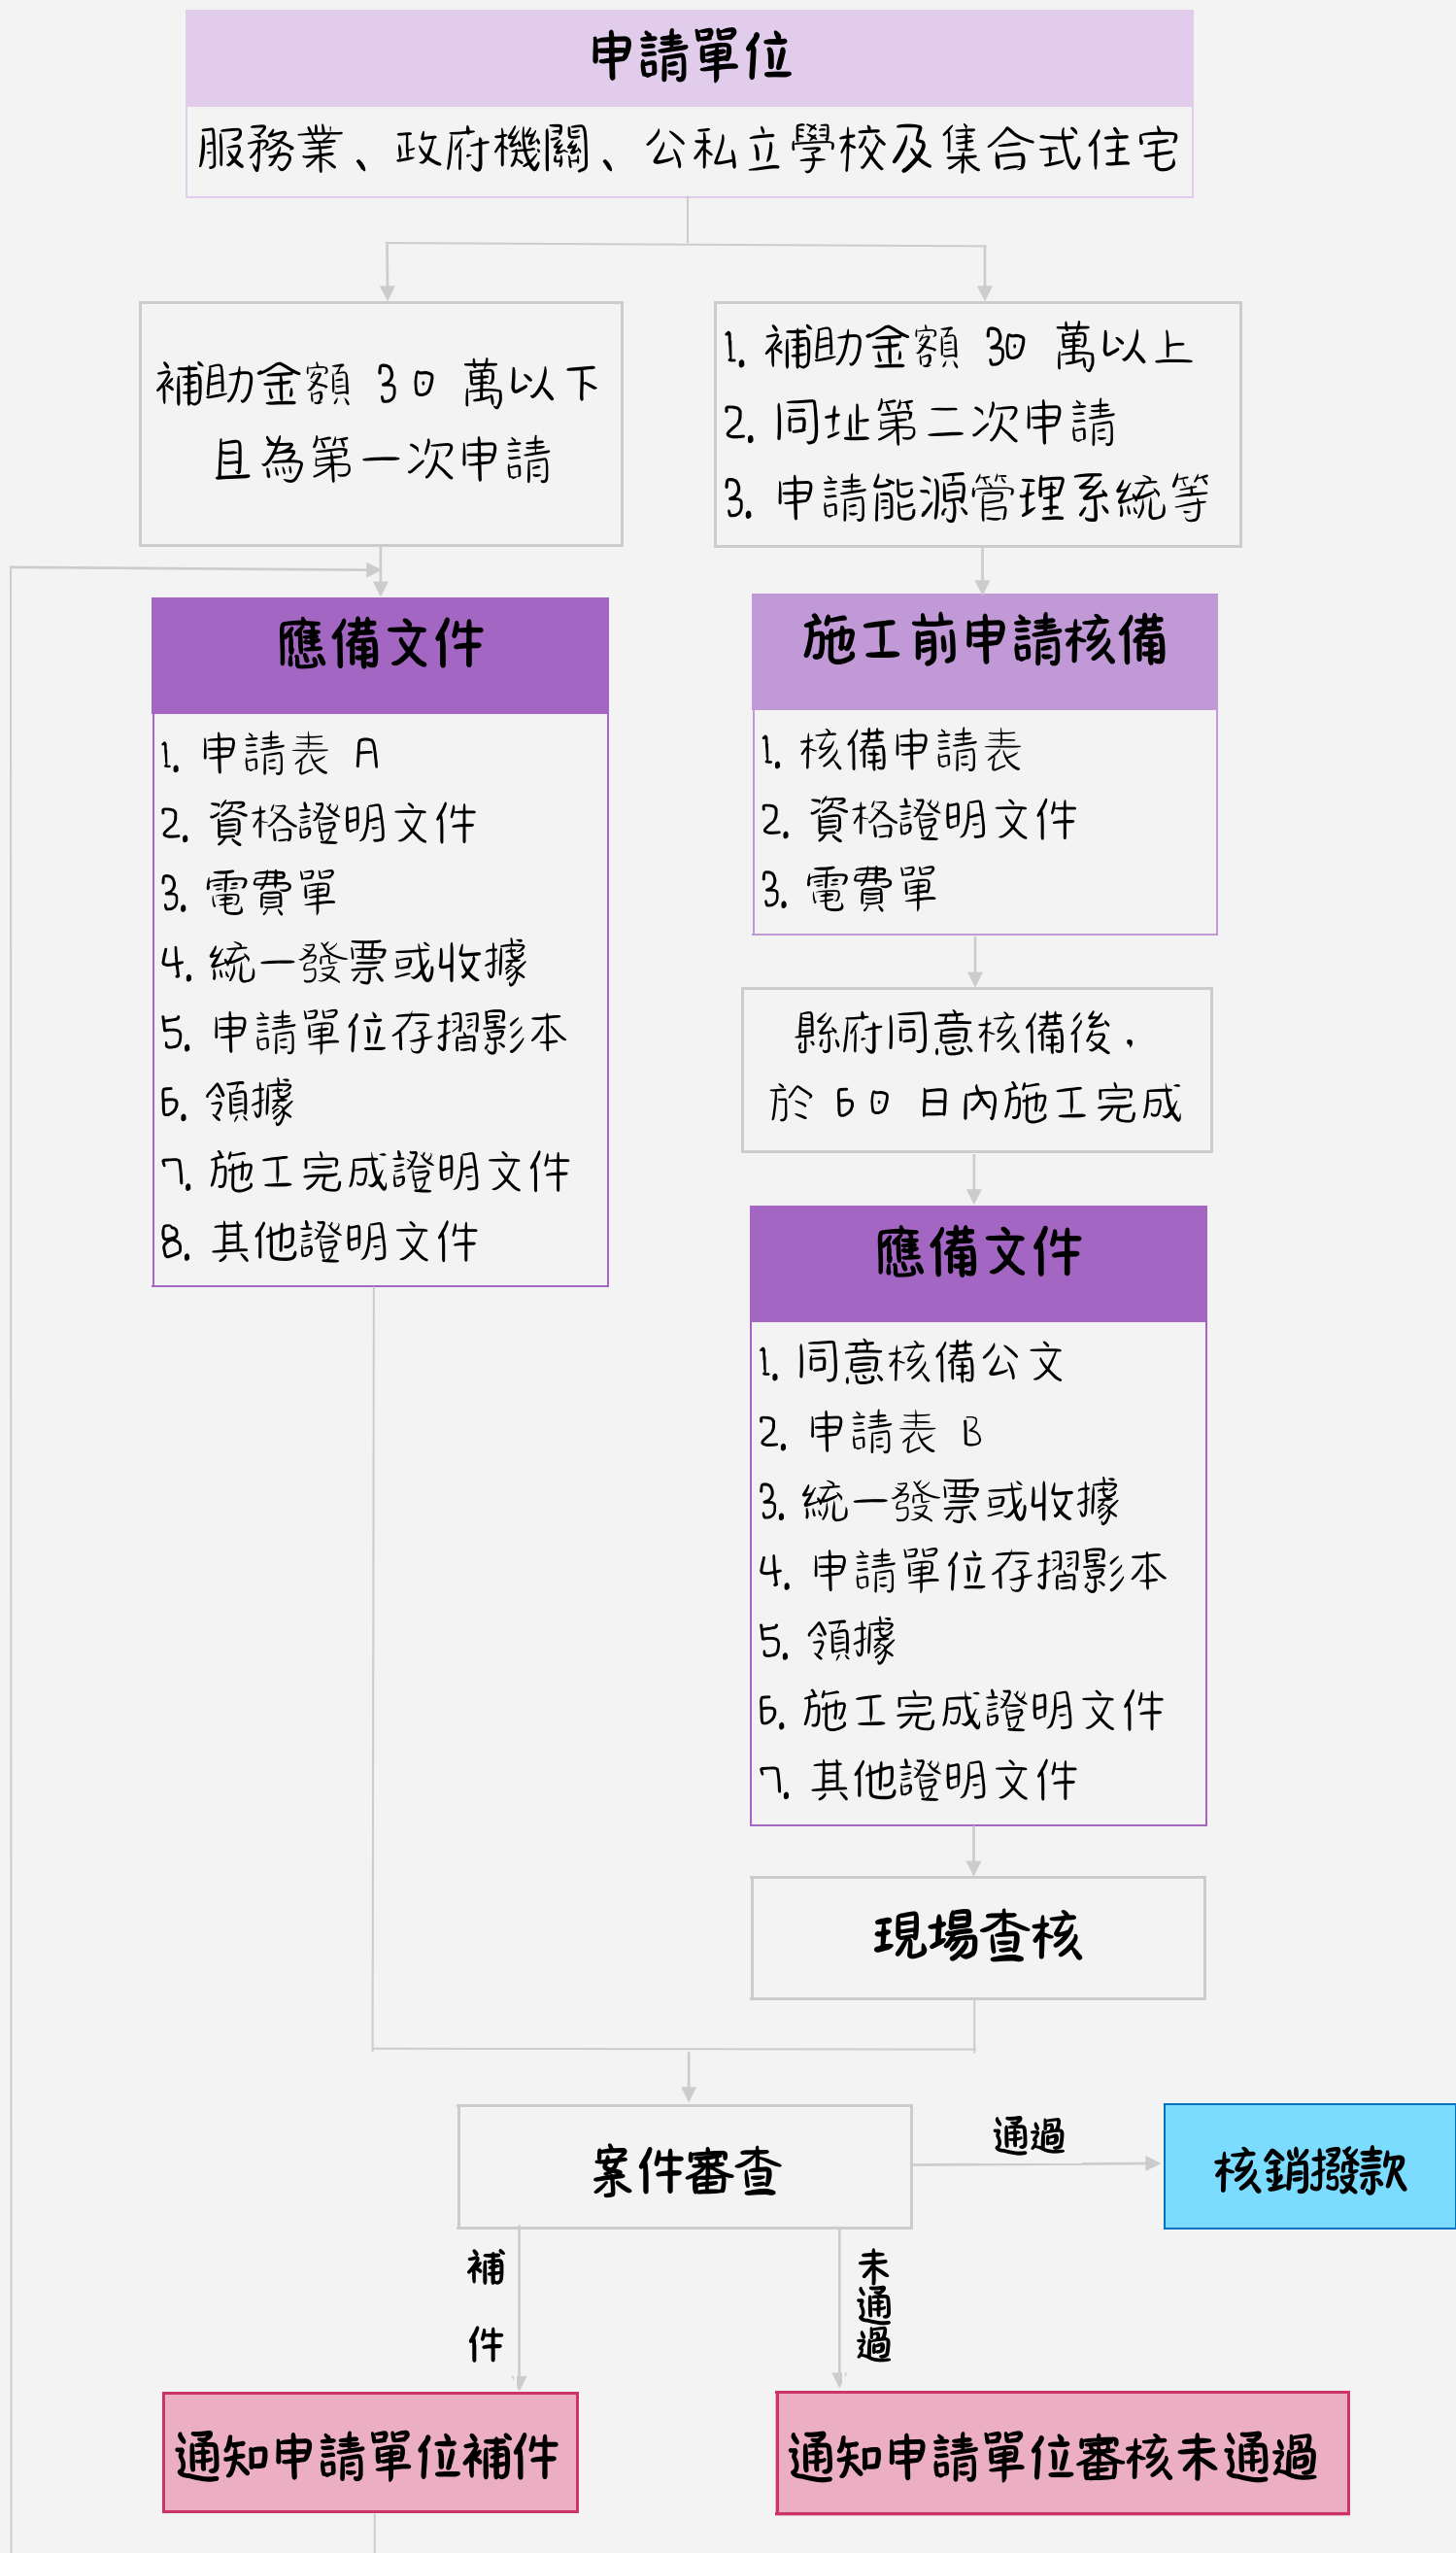 申請單位
服務業、政府機關、公私立學校及集合式住宅
補助金額 30 萬以下
且為第一次申請
1. 補助金額 30 萬以上
2. 同址第二次申請
3. 申請能源管理系統等
應備文件
1. 申請表 A
2. 資格證明文件
3. 電費單
4. 統一發票或收據
5. 申請單位存摺影本
6. 領據
7. 施工完成證明文件
8. 其他證明文件
施工前申請核備
1. 核備申請表
2. 資格證明文件
3. 電費單
縣府同意核備後，
於 60 日內施工完成
應備文件
1. 同意核備公文
2. 申請表 B
3. 統一發票或收據
4. 申請單位存摺影本
5. 領據
6. 施工完成證明文件
7. 其他證明文件
現場查核
案件審查
通過
核銷撥款
補件
未通過
通知申請單位補件
通知申請單位審核未通過